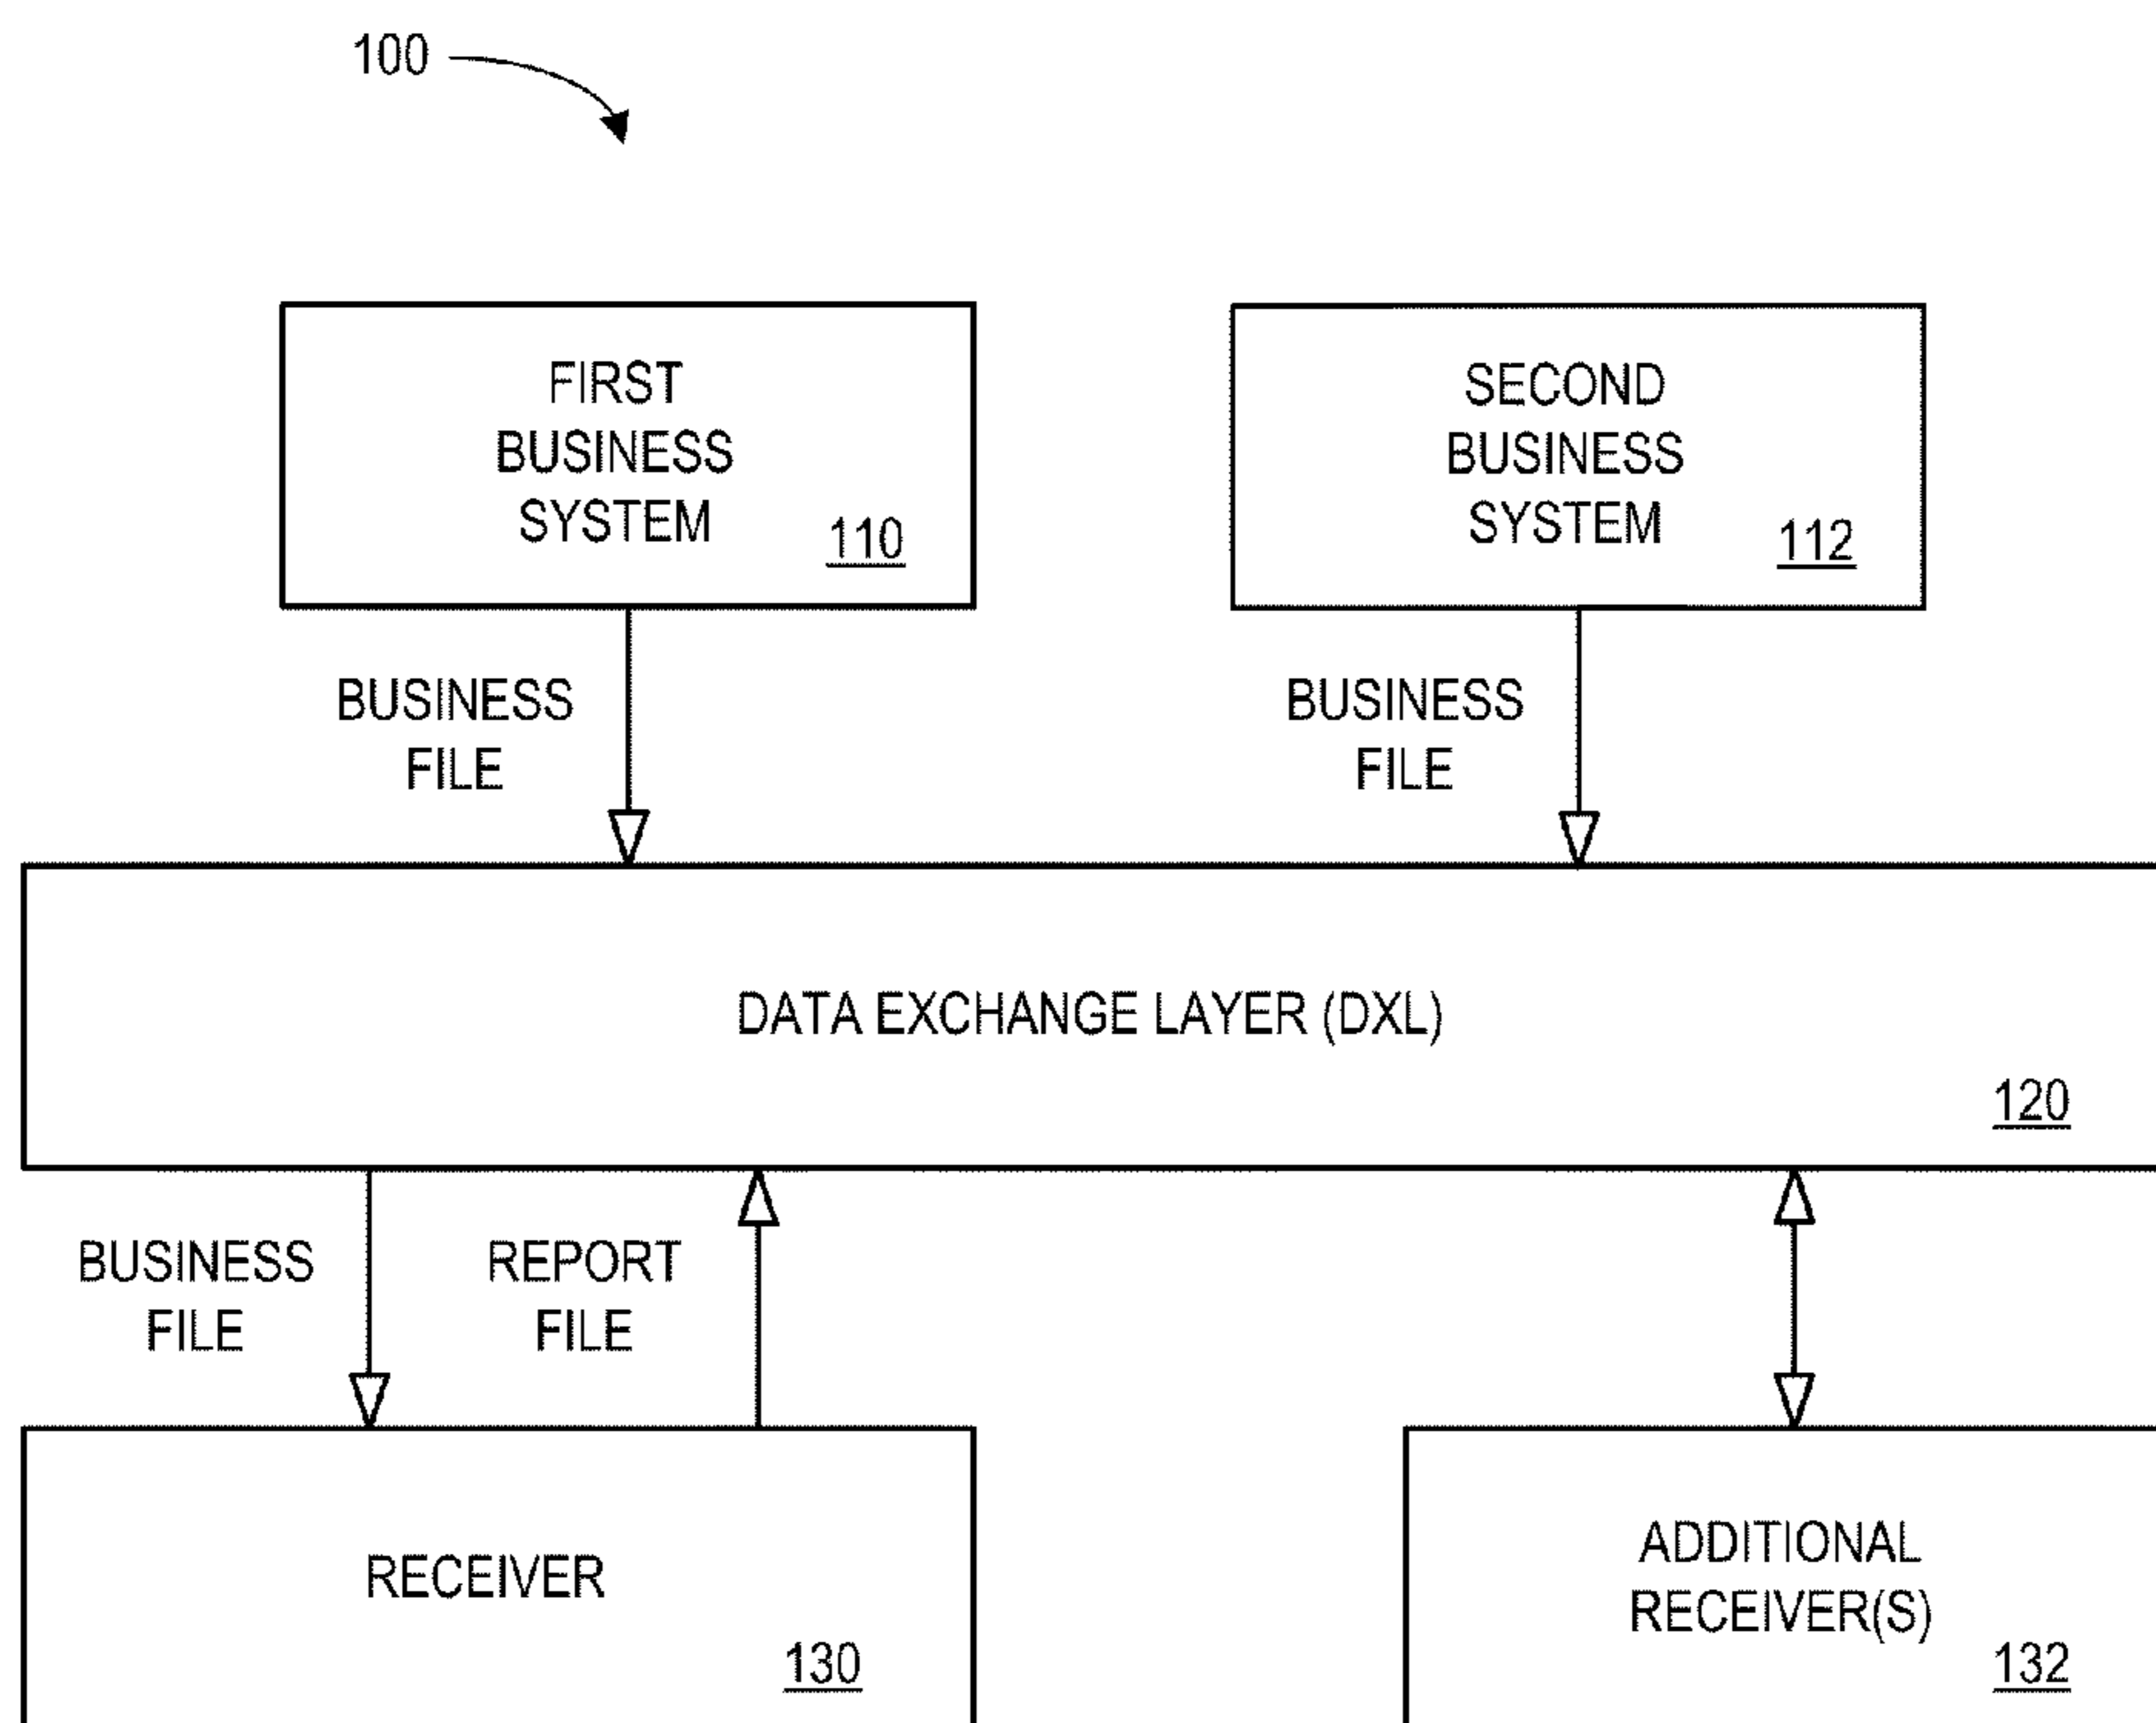 100
FIRST
BUSINESS
SYSTEM
110
SECOND
BUSINESS
SYSTEM
112
BUSINESS
FILE
BUSINESS
FILE
DATA EXCHANGE LAYER (DXL)
120
BUSINESS
FILE
REPORT
FILE
RECEIVER
130
ADDITIONAL
RECEIVER(S)
132